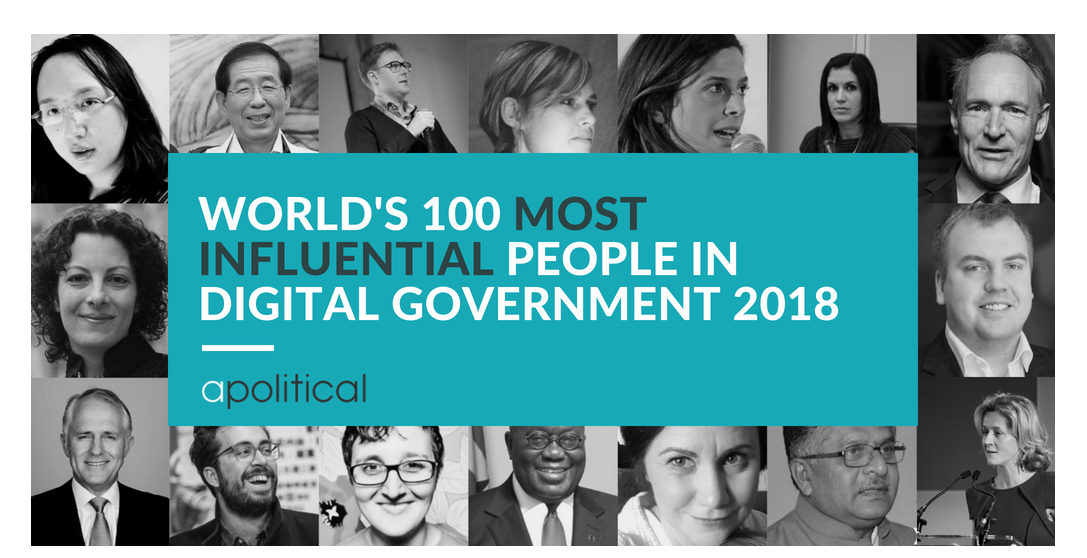 WORLD'S 100 MOST
INFLUENTIAL PEOPLE IN
DIGITAL GOVERNMENT 2018
apolitical